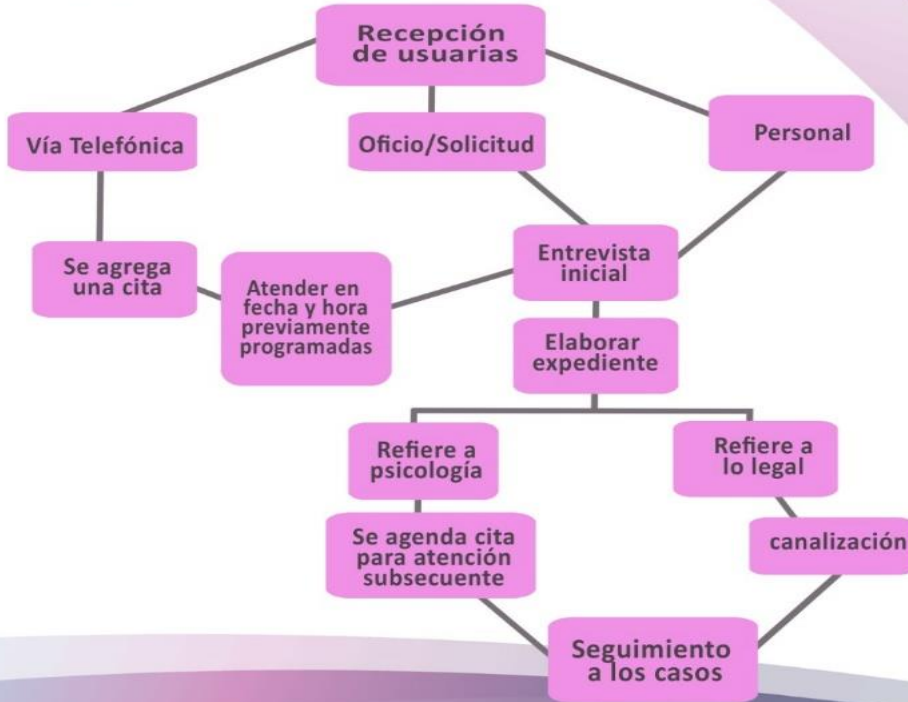 Recepción
de usuarias
Vía Telefónica
Oficio/Solicitud
Personal
Se agrega
una cita
Atender en
fecha y hora
previamente
programadas
Entrevista
inicial
Elaborar
expediente
Refiere a
psicología
Refiere a
lo legal
Se agenda cita
para atención
subsecuente
canalización
Seguimiento
a los casos